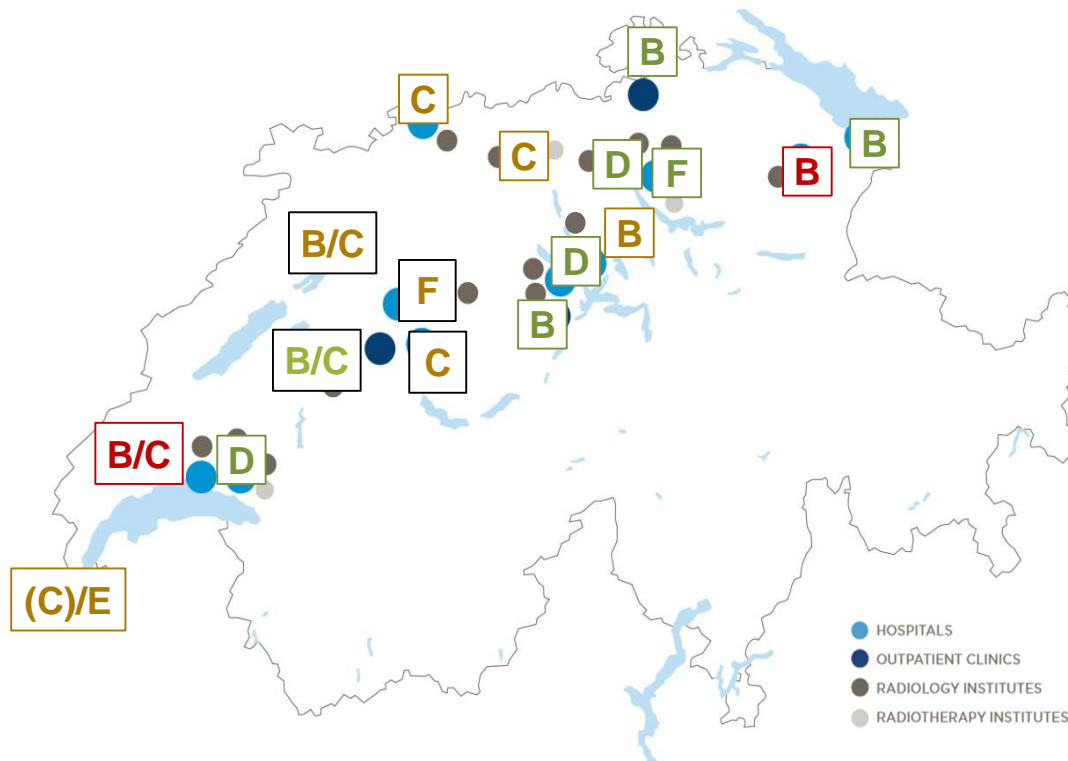 B
C
B
B
C
D
F
B
B/C
D
F
B
B/C
C
B/C
D
(C)/E
HOSPITALS
OUTPATIENT CLINICS
RADIOLOGY INSTITUTES
RADIOTHERAPY INSTITUTES